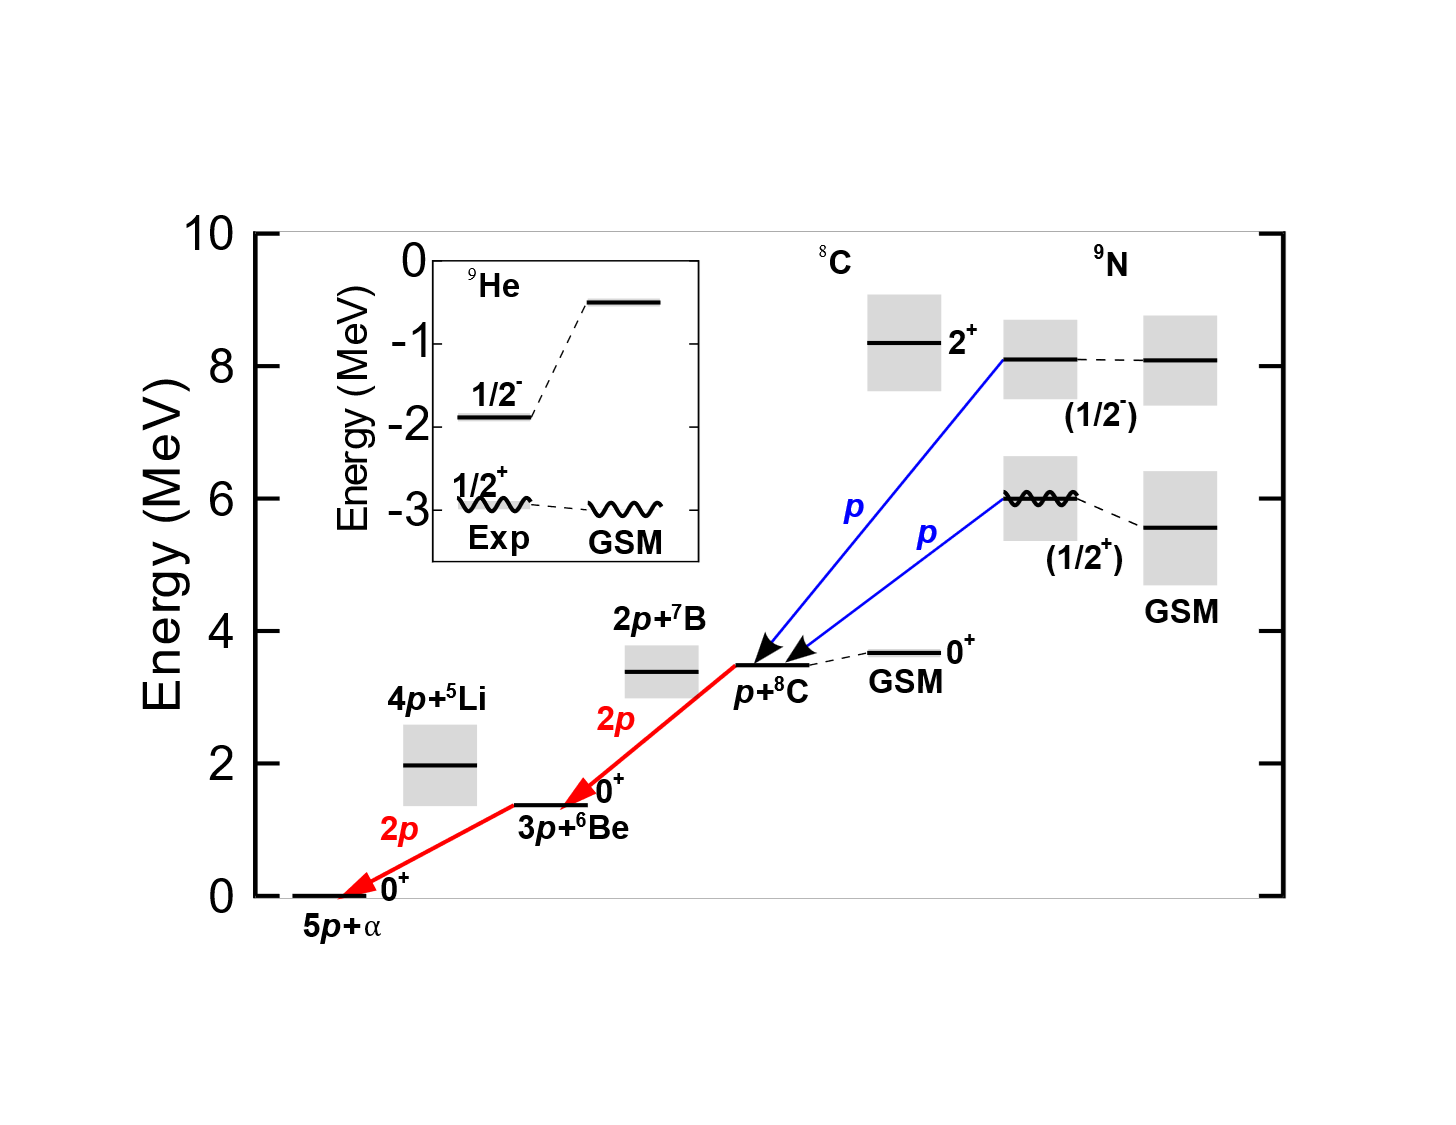 10
8
6
4
2
0
Energy (MeV)
0
-1
-2
-3
Energy (MeV)
⁹He
1/2⁻
1/2⁺
Exp
GSM
⁸C
⁹N
2⁺
(1/2⁻)
p
p
(1/2⁺)
GSM
2p+⁷B
0⁺
GSM
p+⁸C
4p+⁵Li
2p
0⁺
3p+⁶Be
2p
0⁺
5p+α